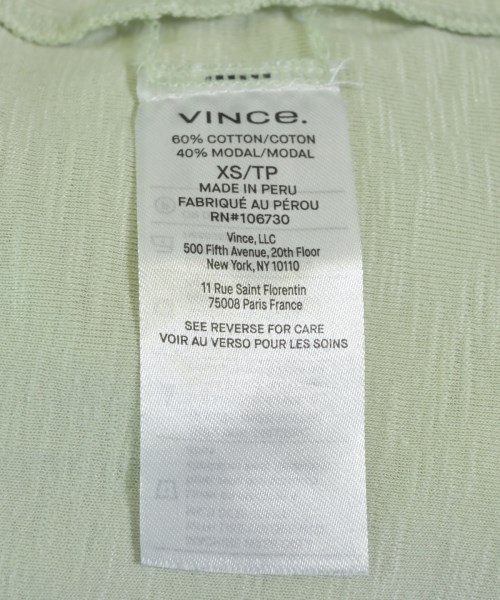 VINCE.
60% COTTON/COTON
40% MODAL/MODAL
XS/TP
MADE IN PERU
FABRIQUÉ AU PÉROU
RN#106730
Vince, LLC
500 Fifth Avenue, 20th Floor
New York, NY 10110
11 Rue Saint Florentin
75008 Paris France
SEE REVERSE FOR CARE
VOIR AU VERSO POUR LES SOINS